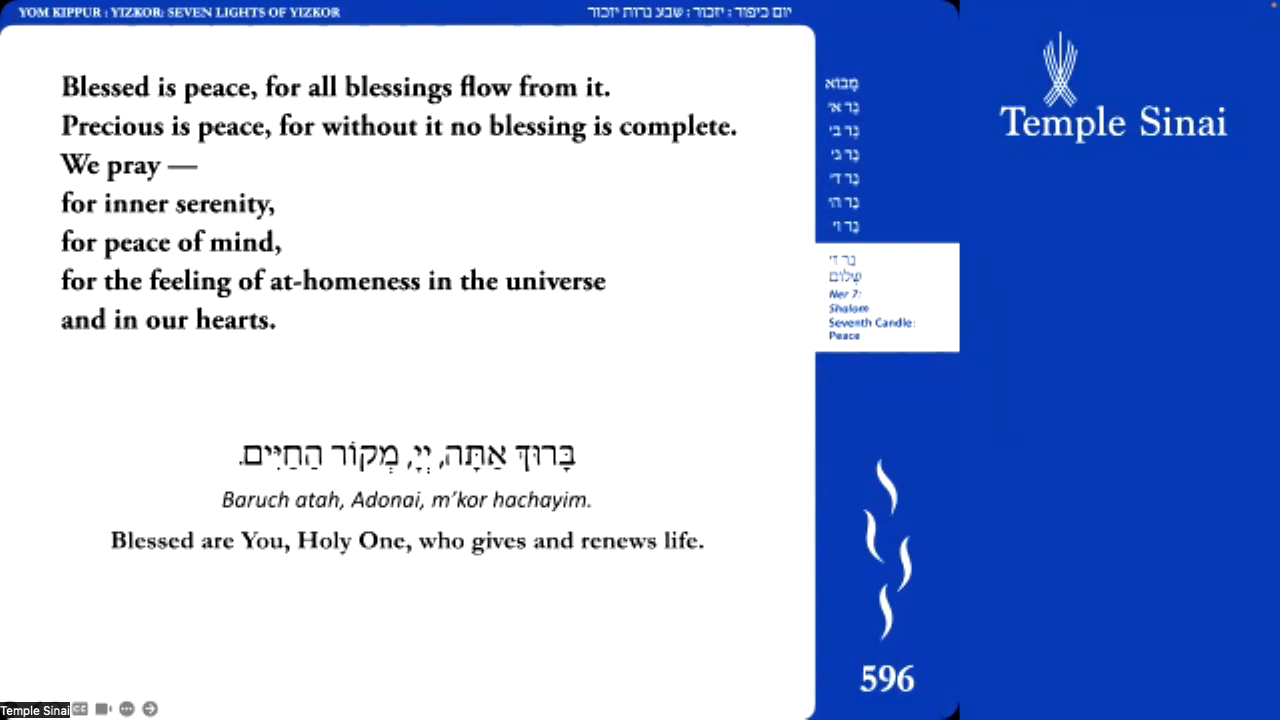 YOM KIPPUR : YIZKOR: SEVEN LIGHTS OF YIZKOR
יום כיפור : יזכור : שבע נרות יזכור
Blessed is peace, for all blessings flow from it.
Precious is peace, for without it no blessing is complete.
We pray —
for inner serenity,
for peace of mind,
for the feeling of at-homeness in the universe
and in our hearts.
בָּרוּךְ אַתָּה, יְיָ, מְקוֹר הַחַיִּים.
Baruch atah, Adonai, m’kor hachayim.
Blessed are You, Holy One, who gives and renews life.
מָבוֹא
נֵר א׳
נֵר ב׳
נֵר ג׳
נֵר ד׳
נֵר ה׳
נֵר ו׳
נֵר ז׳
שָׁלוֹם
Ner 7:
Shalom
Seventh Candle:
Peace
596
Temple Sinai
Temple Sinai
CC